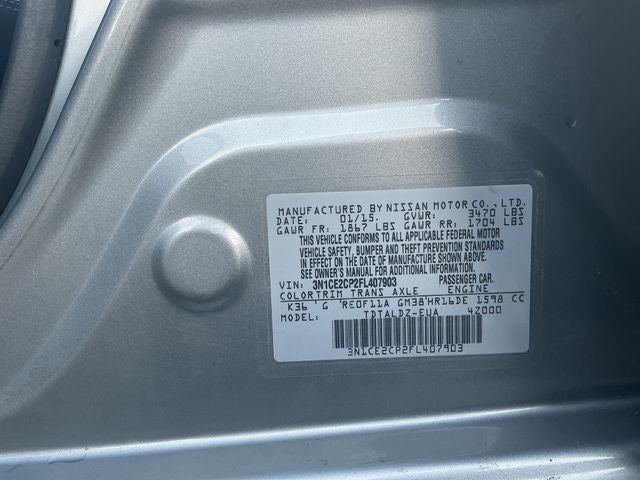 MANUFACTURED BY NISSAN MOTOR CO., LTD.
DATE: 01/15. GVWR: 3470 LBS
GAWR FR: 1867 LBS GAWR RR: 1704 LBS
THIS VEHICLE CONFORMS TO ALL APPLICABLE FEDERAL MOTOR
VEHICLE SAFETY, BUMPER AND THEFT PREVENTION STANDARDS
IN EFFECT ON THE DATE OF MANUFACTURE SHOWN ABOVE.
SEE OWNER'S MANUAL FOR ADDITIONAL INFORMATION.
VIN: 3N1CE2CP2FL407903 PASSENGER CAR.
COLOR TRIM TRANS AXLE ENGINE
K36 G RE0F11A GM38 HR16DE 1598 CC
MODEL: TDTALDZ-EUA 4Z000
3N1CE2CP2FL407903